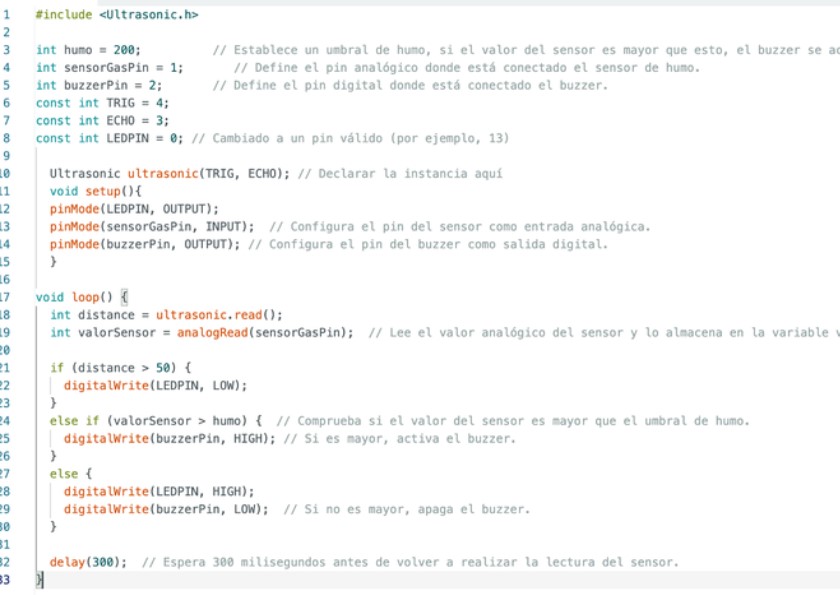 1 #include <Ultrasonic.h>
2
3 int humo = 200; // Establece un umbral de humo, si el valor del sensor es mayor que esto, el buzzer se
4 int sensorGasPin = 1; // Define el pin analógico donde está conectado el sensor de humo.
5 int buzzerPin = 2; // Define el pin digital donde está conectado el buzzer.
6 const int TRIG = 4;
7 const int ECHO = 3;
8 const int LEDPIN = 0; // Cambiado a un pin válido (por ejemplo, 13)
9
10 Ultrasonic ultrasonic(TRIG, ECHO); // Declarar la instancia aquí
11 void setup(){
12 pinMode(LEDPIN, OUTPUT);
13 pinMode(sensorGasPin, INPUT); // Configura el pin del sensor como entrada analógica.
14 pinMode(buzzerPin, OUTPUT); // Configura el pin del buzzer como salida digital.
15 }
16
17 void loop() {
18 int distance = ultrasonic.read();
19 int valorSensor = analogRead(sensorGasPin); // Lee el valor analógico del sensor y lo almacena en la variable
20
21 if (distance > 50) {
22 digitalWrite(LEDPIN, LOW);
23 }
24 else if (valorSensor > humo) { // Comprueba si el valor del sensor es mayor que el umbral de humo.
25 digitalWrite(buzzerPin, HIGH); // Si es mayor, activa el buzzer.
26 }
27 else {
28 digitalWrite(LEDPIN, HIGH);
29 digitalWrite(buzzerPin, LOW); // Si no es mayor, apaga el buzzer.
30 }
31
32 delay(300); // Espera 300 milisegundos antes de volver a realizar la lectura del sensor.
33 }